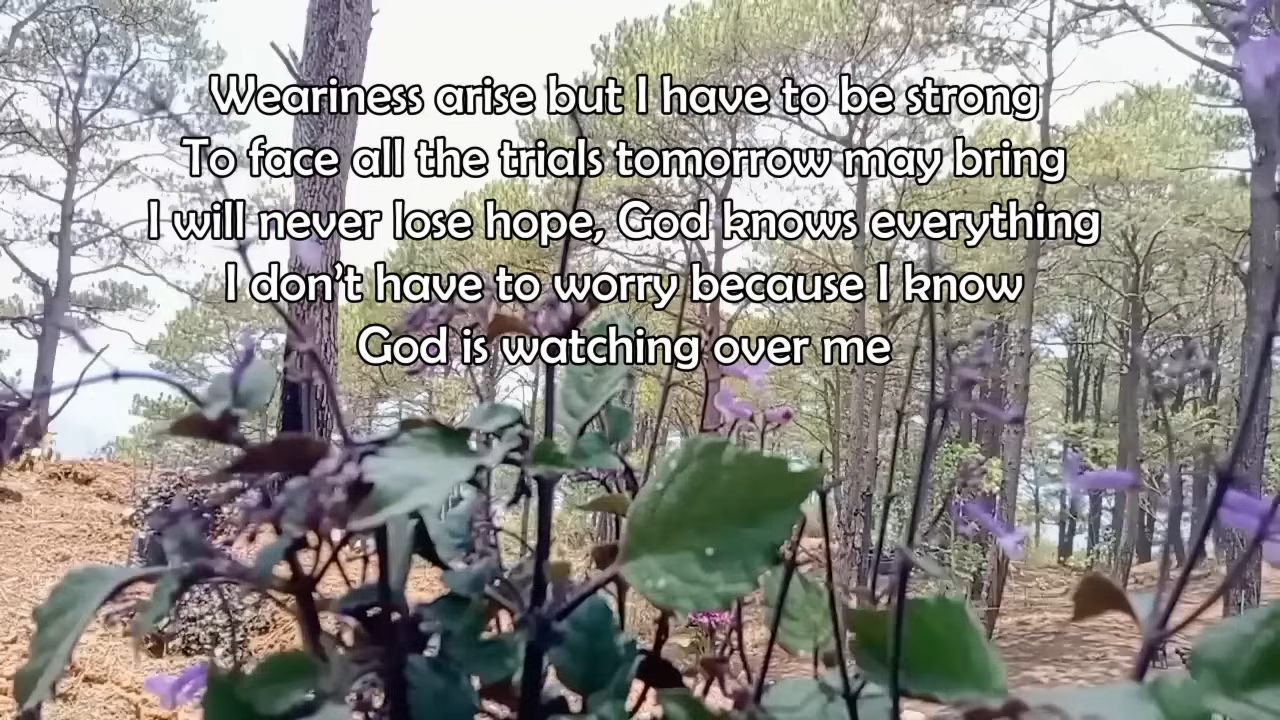 Weariness arise but I have to be strong
To face all the trials tomorrow may bring
I will never lose hope, God knows everything
I don’t have to worry because I know
God is watching over me